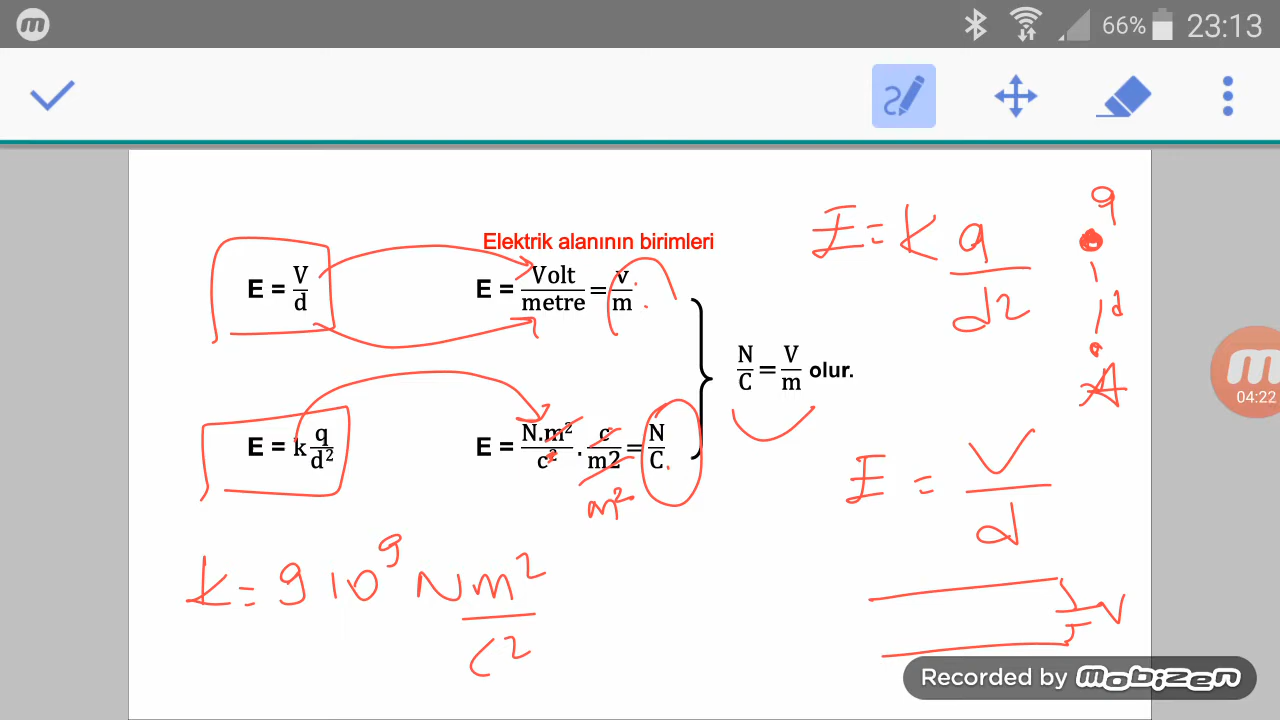 66% 23:13
Elektrik alanının birimleri
E = V/d
E = Volt/metre = v/m
N/C = V/m olur.
E = k q/d²
E = N.m²/c² . c/m2 = N/C
m²
E = k q/d2
q
d
A
E = V/d
V
k = 9 10⁹ Nm²/c²
04:22
Recorded by mobizen